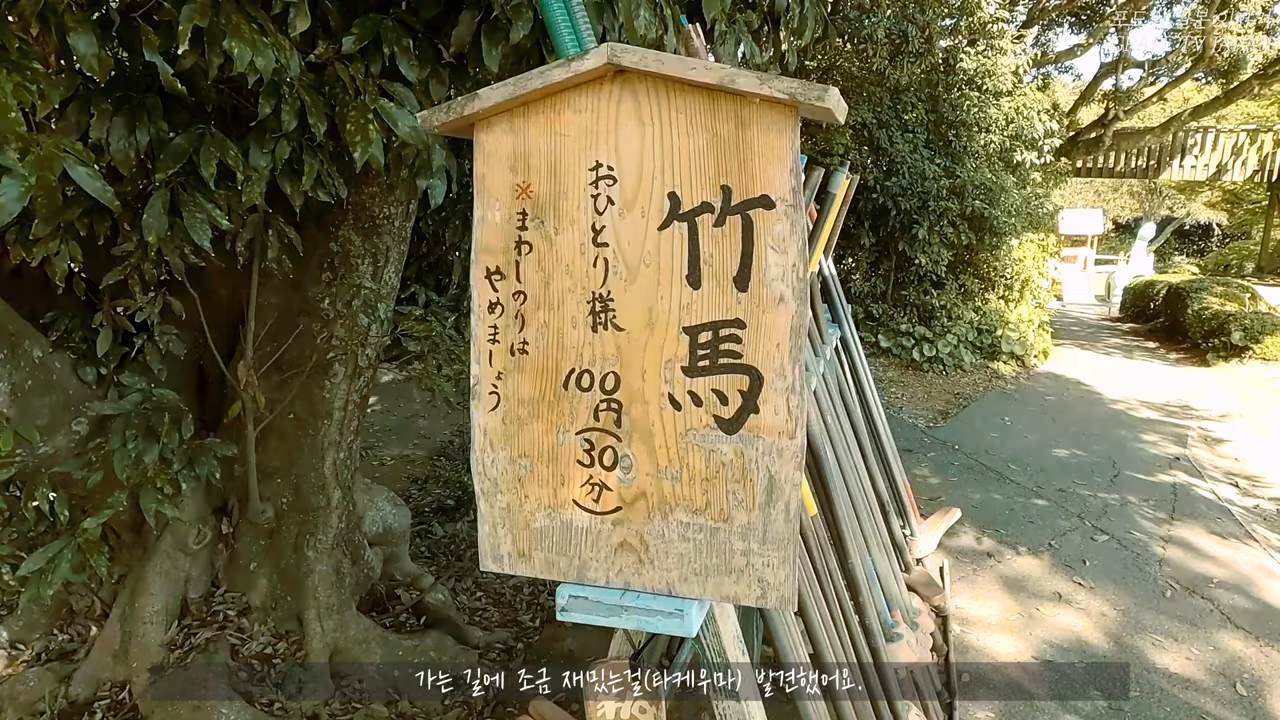 竹馬
おひとり様 100円(30分)
※まわしのりは
やめましょう
가는 길에 조금 재밌는걸(타케우마) 발견했어요.